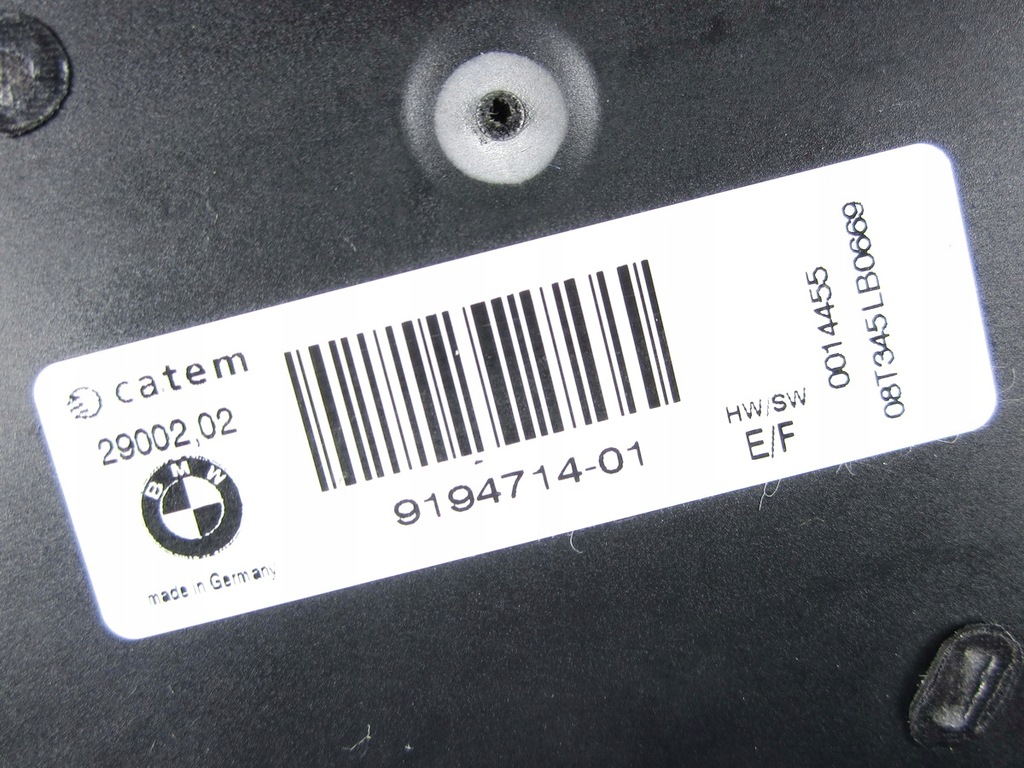 catem
29002,02
BMW
made in Germany
9194714-01
HW/SW
E/F
0014455
08T345LB0669